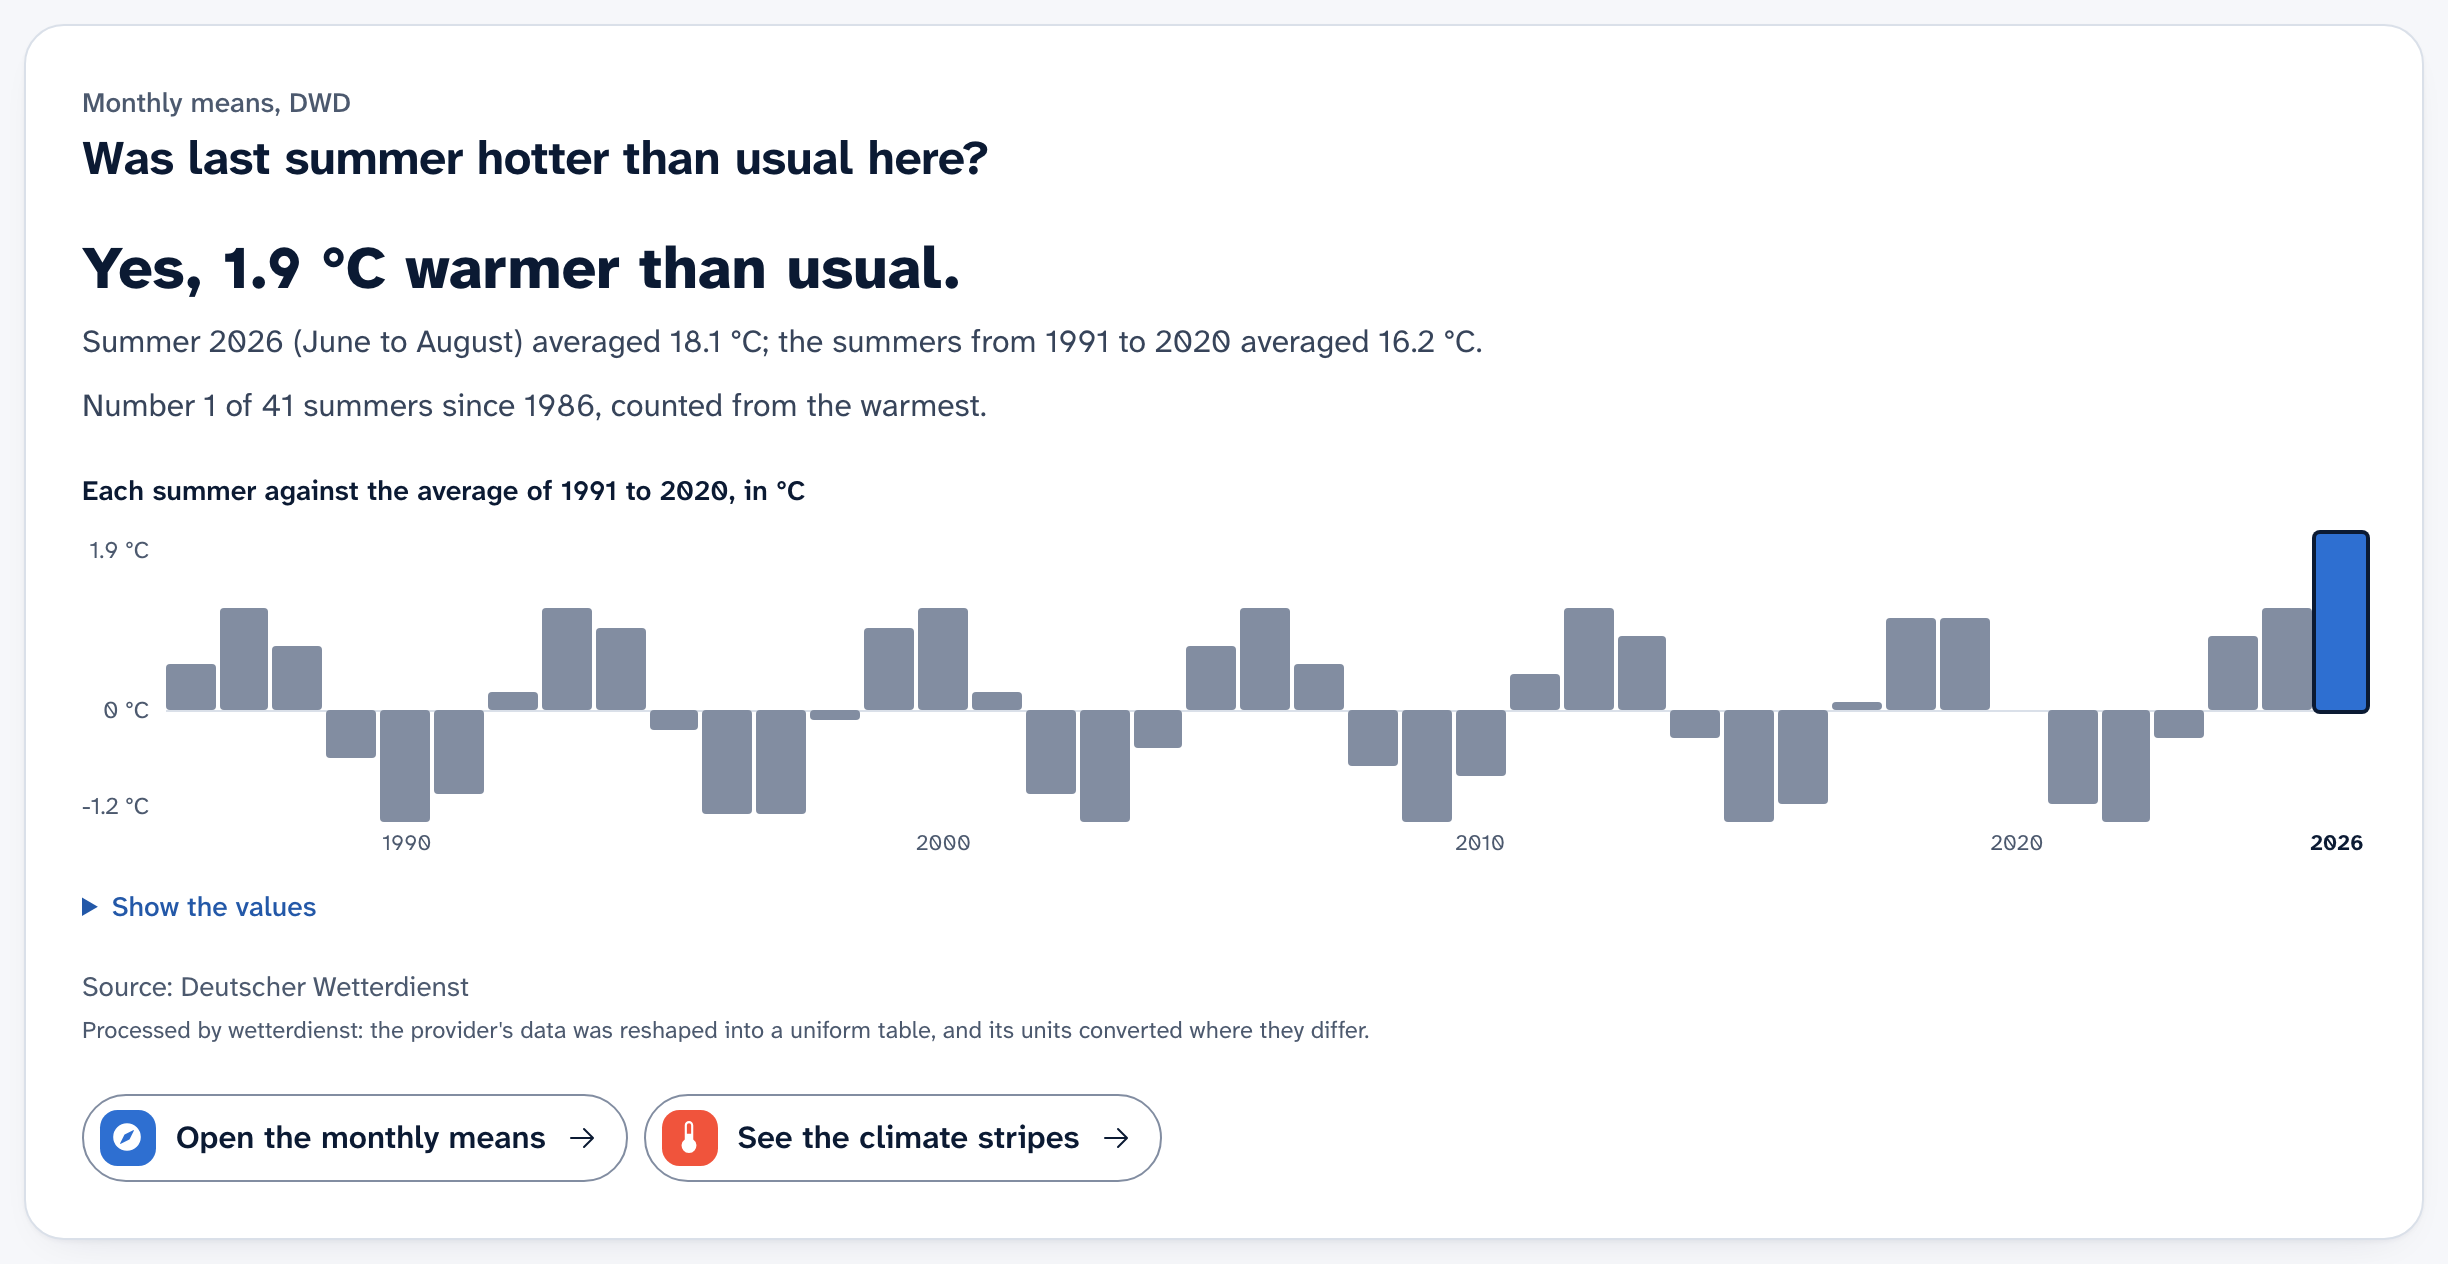 Monthly means, DWD
Was last summer hotter than usual here?
Yes, 1.9 °C warmer than usual.
Summer 2026 (June to August) averaged 18.1 °C; the summers from 1991 to 2020 averaged 16.2 °C.
Number 1 of 41 summers since 1986, counted from the warmest.
Each summer against the average of 1991 to 2020, in °C
1.9 °C
0 °C
-1.2 °C
1990 2000 2010 2020 2026
Show the values
Source: Deutscher Wetterdienst
Processed by wetterdienst: the provider's data was reshaped into a uniform table, and its units converted where they differ.
Open the monthly means → See the climate stripes →